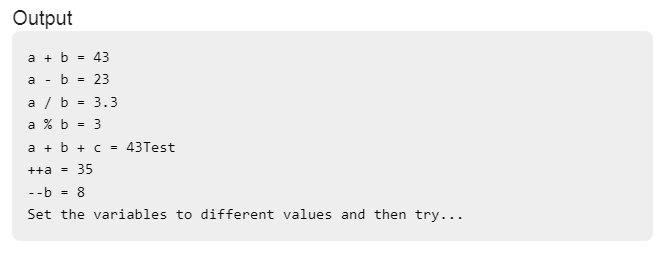 Output
a + b = 43
a - b = 23
a / b = 3.3
a % b = 3
a + b + c = 43Test
++a = 35
--b = 8
Set the variables to different values and then try...